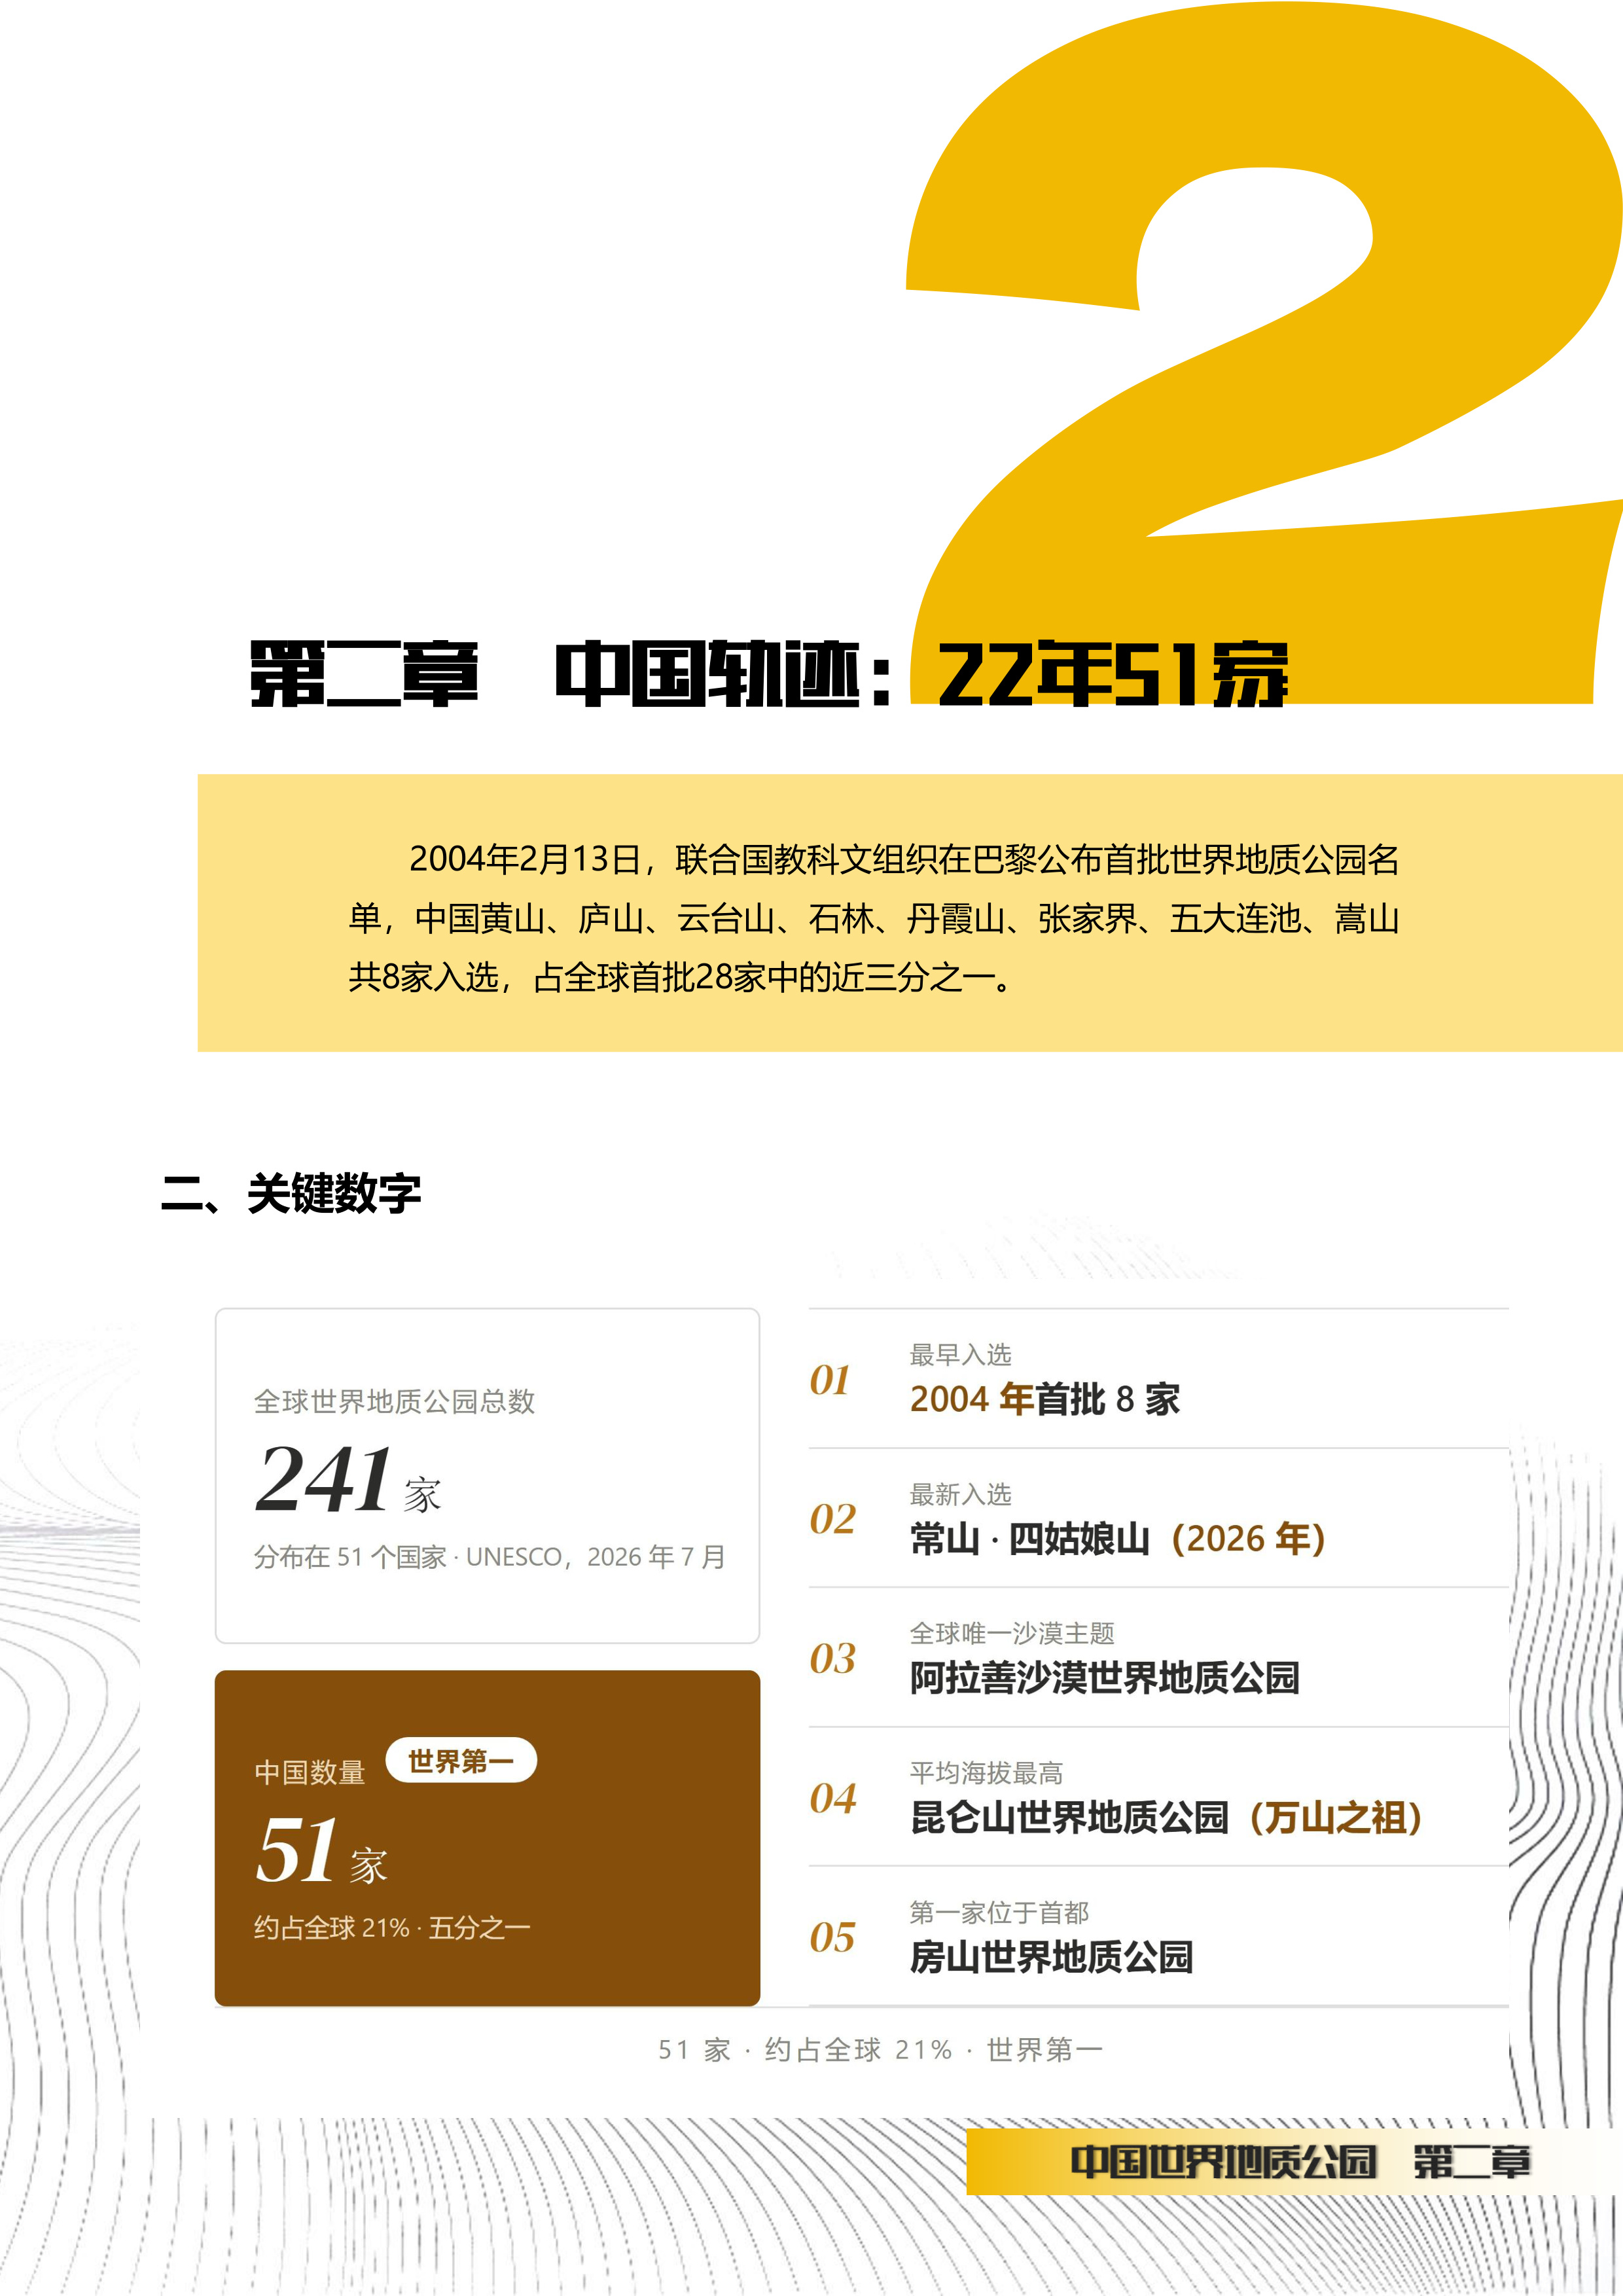 2
第二章 中国轨迹：22年51家
2004年2月13日，联合国教科文组织在巴黎公布首批世界地质公园名
单，中国黄山、庐山、云台山、石林、丹霞山、张家界、五大连池、嵩山
共8家入选，占全球首批28家中的近三分之一。
二、关键数字
全球世界地质公园总数
241 家
分布在 51 个国家 · UNESCO，2026 年 7 月
中国数量 世界第一
51 家
约占全球 21% · 五分之一
01
最早入选
2004 年首批 8 家
02
最新入选
常山 · 四姑娘山（2026 年）
03
全球唯一沙漠主题
阿拉善沙漠世界地质公园
04
平均海拔最高
昆仑山世界地质公园（万山之祖）
05
第一家位于首都
房山世界地质公园
51 家 · 约占全球 21% · 世界第一
中国世界地质公园 第二章